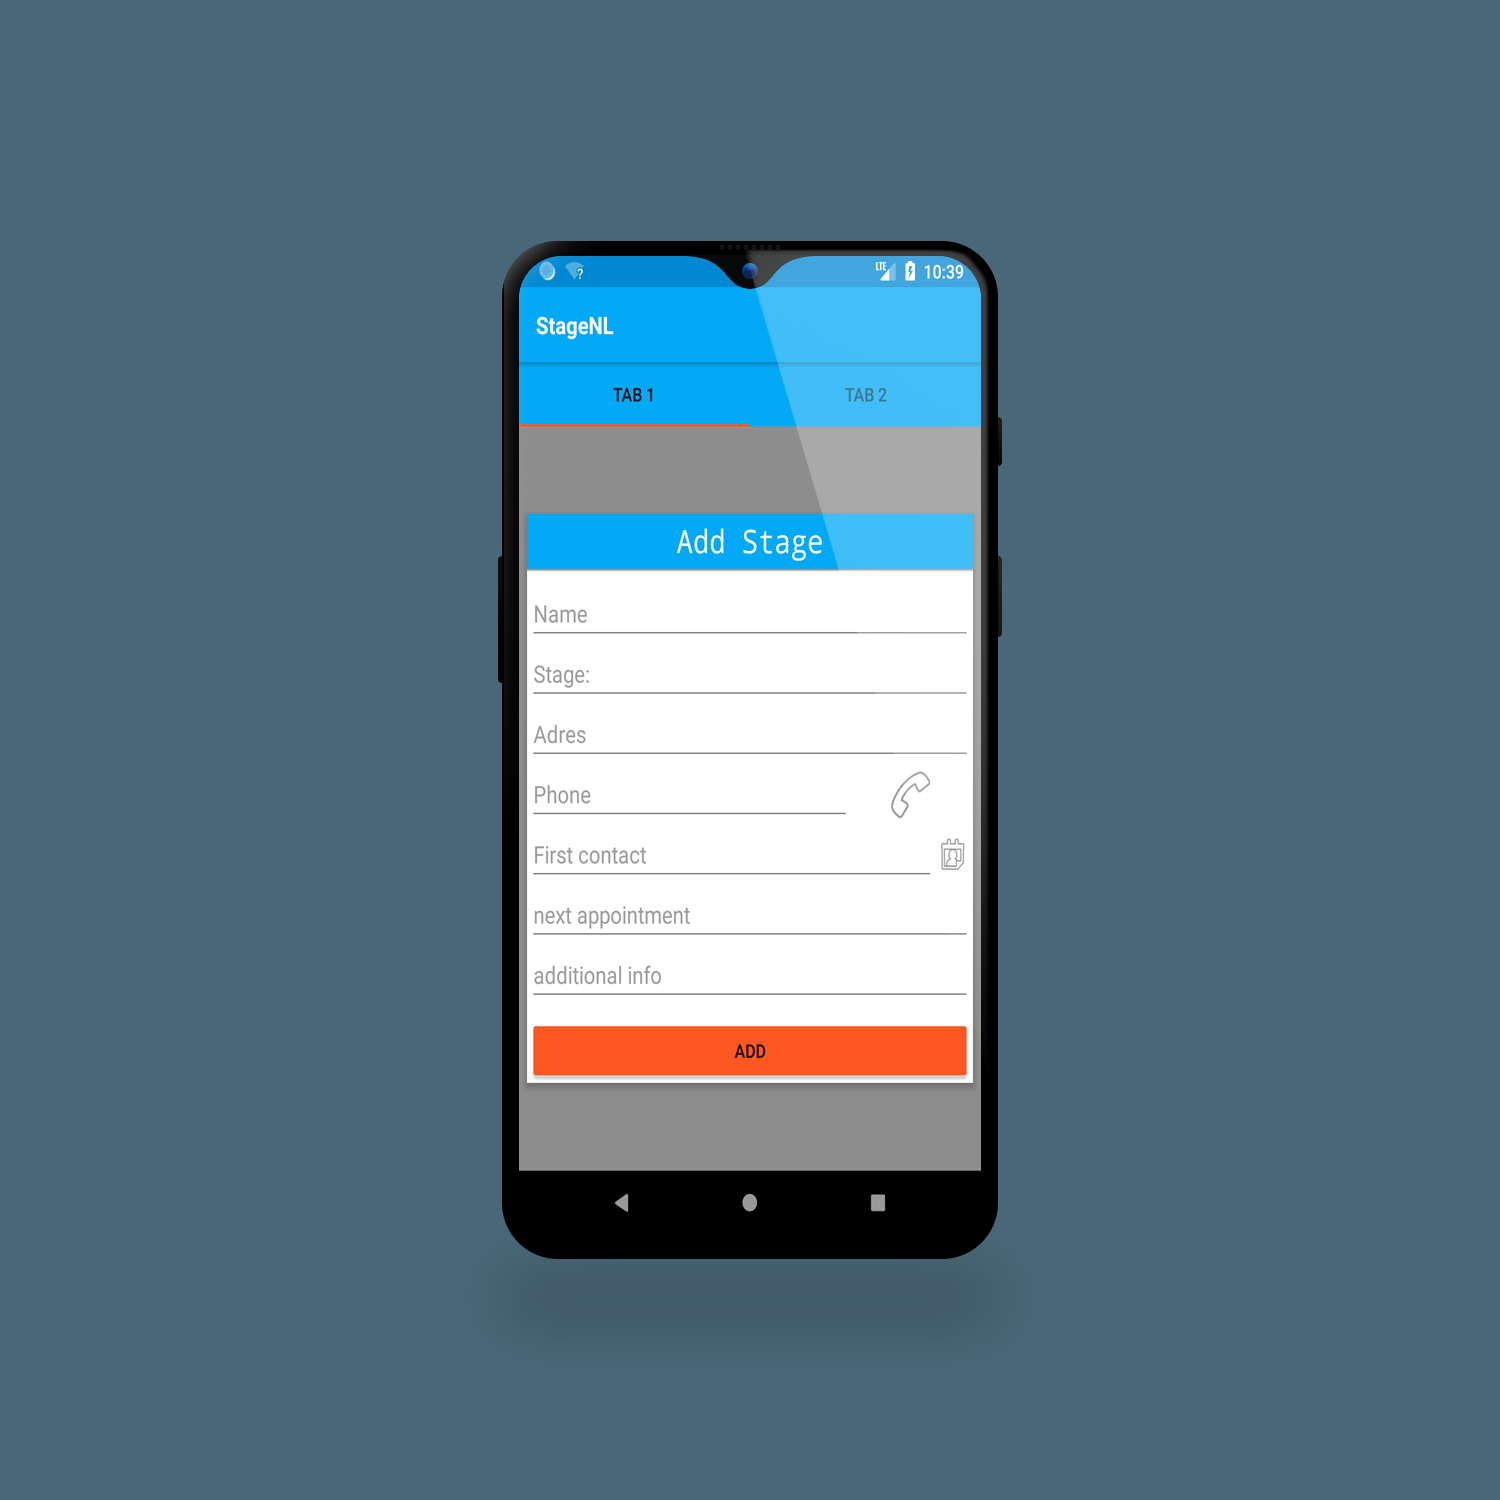 LTE 10:39
?
StageNL
TAB 1 TAB 2
Add Stage
Name
Stage:
Adres
Phone
First contact
next appointment
additional info
ADD